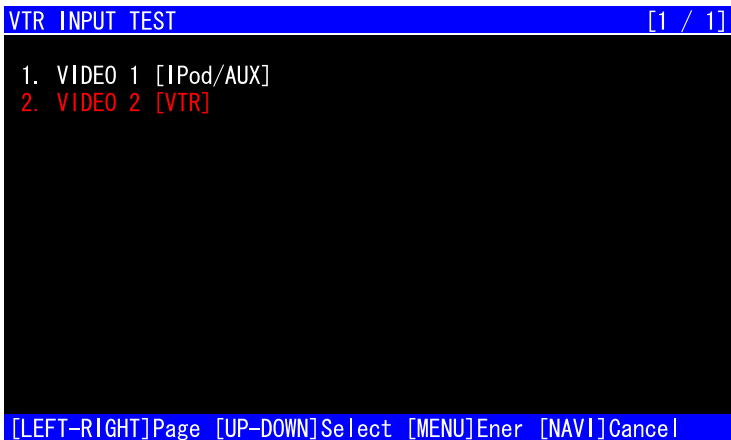 VTR INPUT TEST [1 / 1]
1. VIDEO 1 [IPod/AUX]
2. VIDEO 2 [VTR]
[LEFT-RIGHT]Page [UP-DOWN]Select [MENU]Ener [NAVI]Cancel